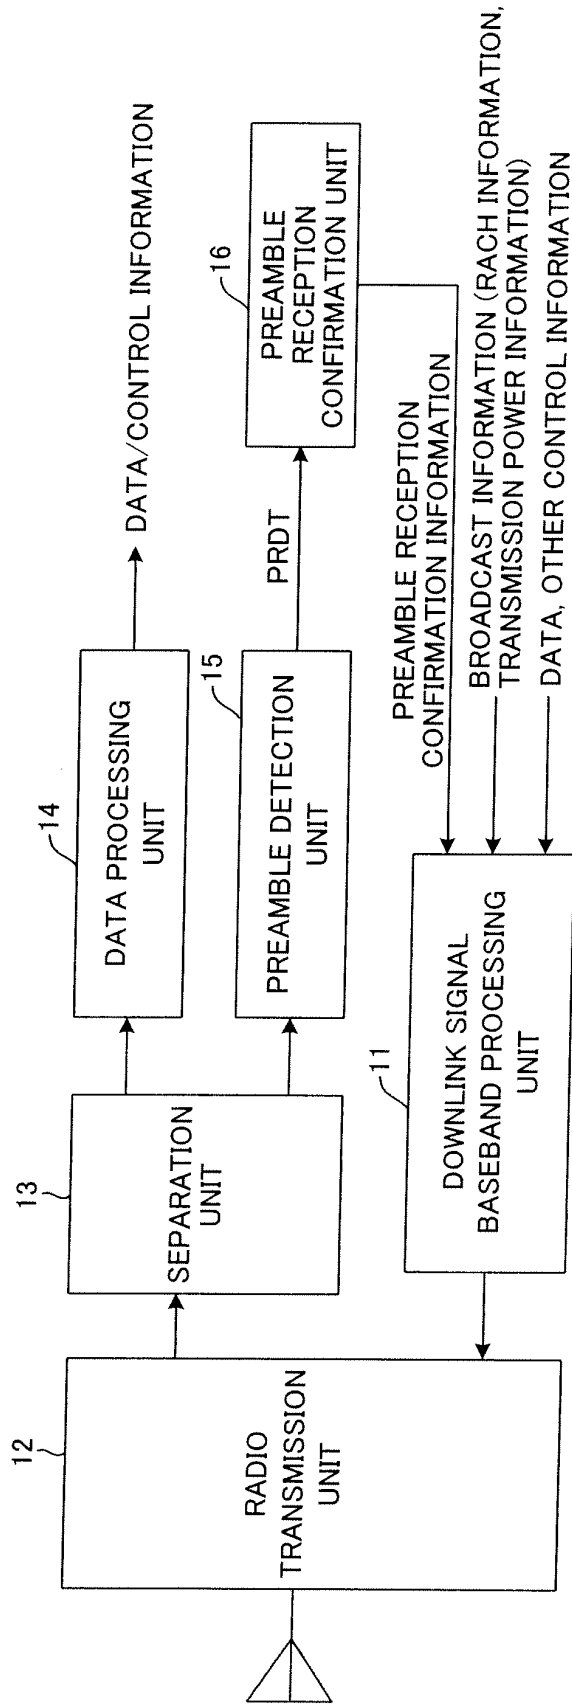 12
RADIO
TRANSMISSION
UNIT
13
SEPARATION
UNIT
14
DATA PROCESSING
UNIT
DATA/CONTROL INFORMATION
15
PREAMBLE DETECTION
UNIT
PRDT
16
PREAMBLE
RECEPTION
CONFIRMATION UNIT
11
DOWNLINK SIGNAL
BASEBAND PROCESSING
UNIT
PREAMBLE RECEPTION
CONFIRMATION INFORMATION
BROADCAST INFORMATION (RACH INFORMATION,
TRANSMISSION POWER INFORMATION)
DATA, OTHER CONTROL INFORMATION